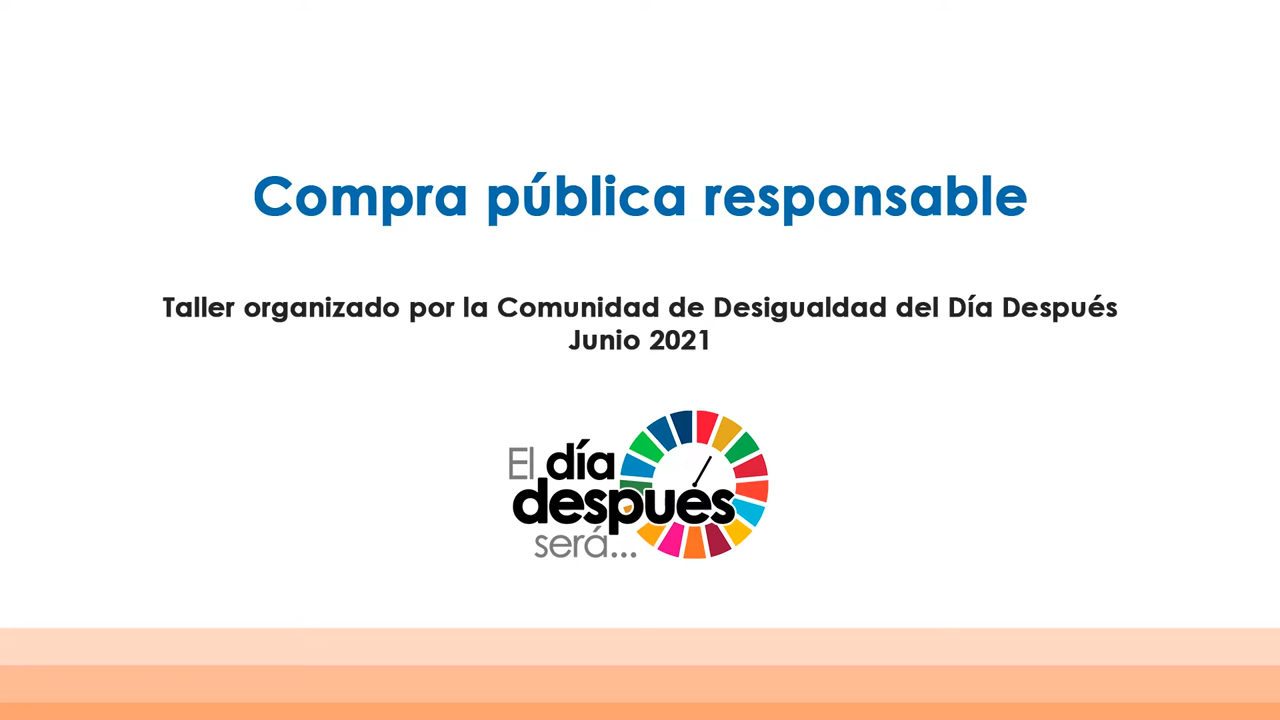 Compra pública responsable
Taller organizado por la Comunidad de Desigualdad del Día Después
Junio 2021
El día
después
será...